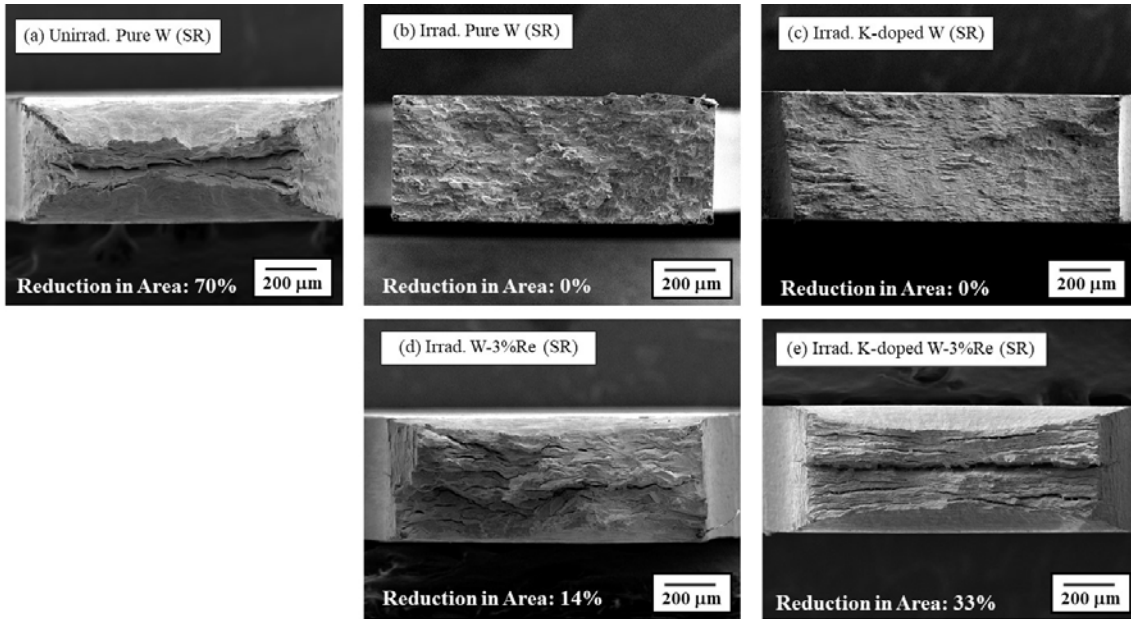 (a) Unirrad. Pure W (SR)
Reduction in Area: 70%
200 μm
(b) Irrad. Pure W (SR)
Reduction in Area: 0%
200 μm
(c) Irrad. K-doped W (SR)
Reduction in Area: 0%
200 μm
(d) Irrad. W-3%Re (SR)
Reduction in Area: 14%
200 μm
(e) Irrad. K-doped W-3%Re (SR)
Reduction in Area: 33%
200 μm